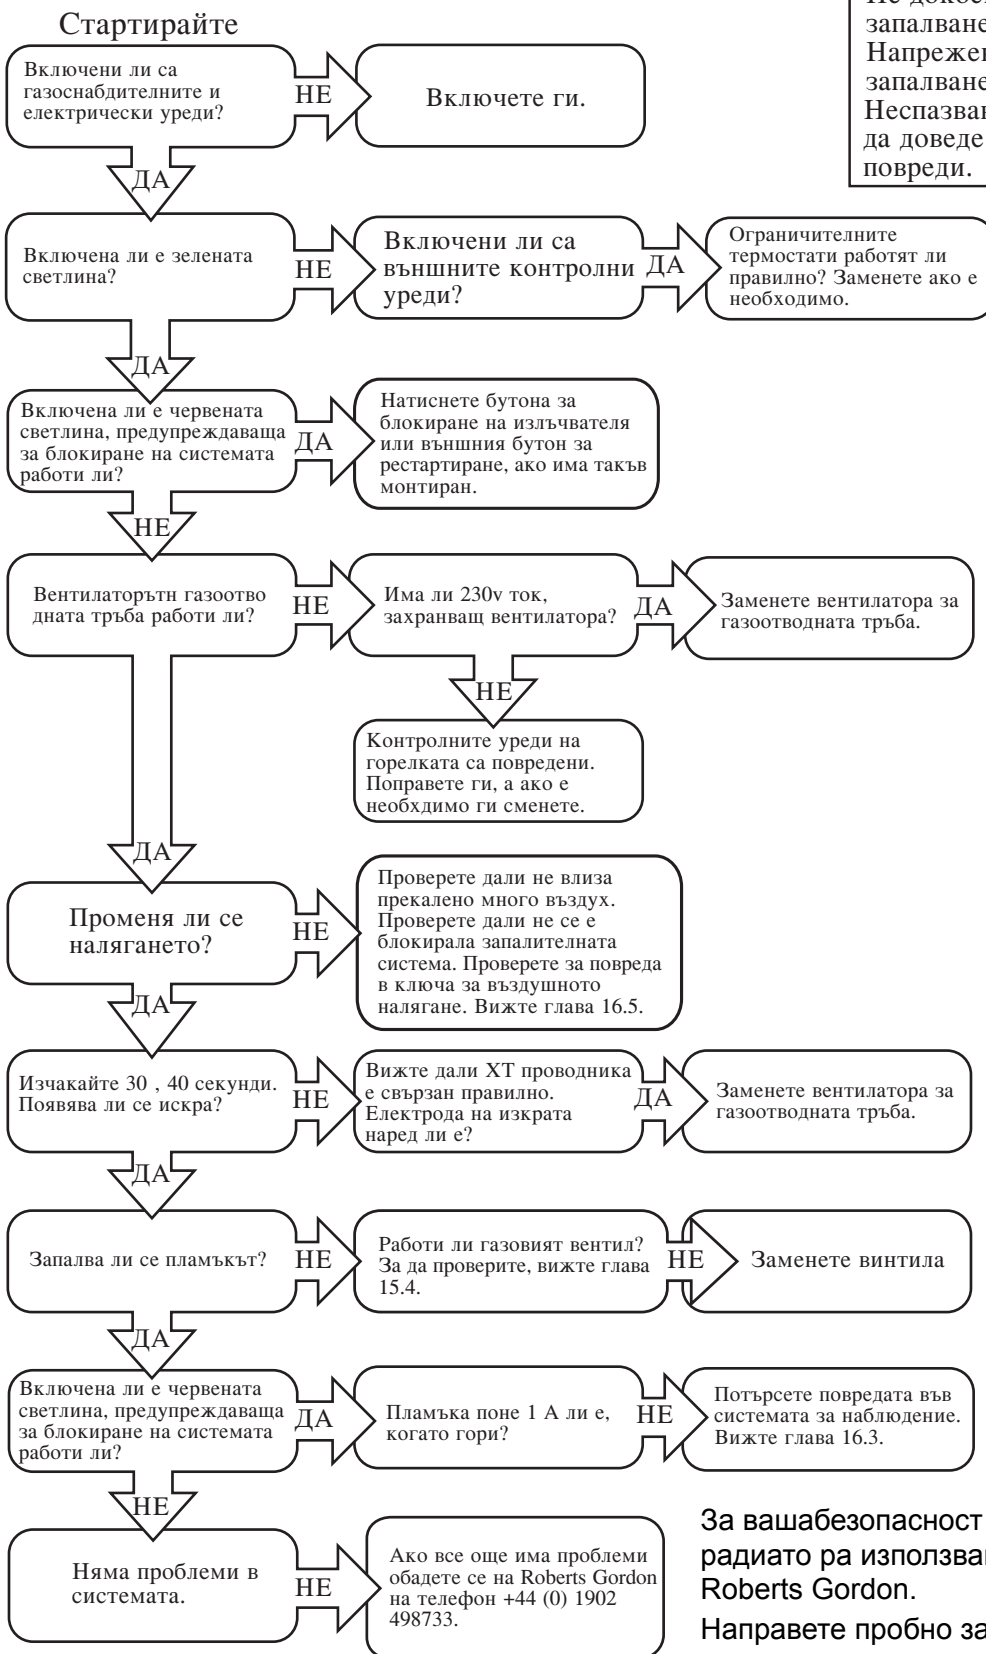 Стартирайте
запалване
Напрежен
запалване
Неспазван
да доведе
повреди.
Включени ли са
газоснабдителните и
електрически уреди?
НЕ
Включете ги.
ДА
Включена ли е зелената
светлина?
НЕ
Включени ли са
външните контролни
уреди?
ДА
Ограничителните
термостати работят ли
правилно? Заменете ако е
необходимо.
ДА
Включена ли е червената
светлина, предупреждаваща
за блокиране на системата
работи ли?
ДА
Натиснете бутона за
блокиране на излъчвателя
или външния бутон за
рестартиране, ако има такъв
монтиран.
НЕ
Вентилаторътн газоотво
дната тръба работи ли?
НЕ
Има ли 230v ток,
захранващ вентилатора?
ДА
Заменете вентилатора за
газоотводната тръба.
НЕ
Контролните уреди на
горелката са повредени.
Поправете ги, а ако е
необхдимо ги сменете.
ДА
Променя ли се
налягането?
НЕ
Проверете дали не влиза
прекалено много въздух.
Проверете дали не се е
блокирала запалителната
система. Проверете за повреда
в ключа за въздушното
налягане. Вижте глава 16.5.
ДА
Изчакайте 30 , 40 секунди.
Появява ли се искра?
НЕ
Вижте дали ХТ проводника
е свързан правилно.
Електрода на изкрата
наред ли е?
ДА
Заменете вентилатора за
газоотводната тръба.
ДА
Запалва ли се пламъкът?
НЕ
Работи ли газовият вентил?
За да проверите, вижте глава
15.4.
НЕ
Заменете винтила
ДА
Включена ли е червената
светлина, предупреждаваща
за блокиране на системата
работи ли?
ДА
Пламъка поне 1 А ли е,
когато гори?
НЕ
Потърсете повредата във
системата за наблюдение.
Вижте глава 16.3.
НЕ
Няма проблеми в
системата.
НЕ
Ако все още има проблеми
обадете се на Roberts Gordon
на телефон +44 (0) 1902
498733.
За вашабезопасност
радиато ра използва
Roberts Gordon.
Направете пробно за